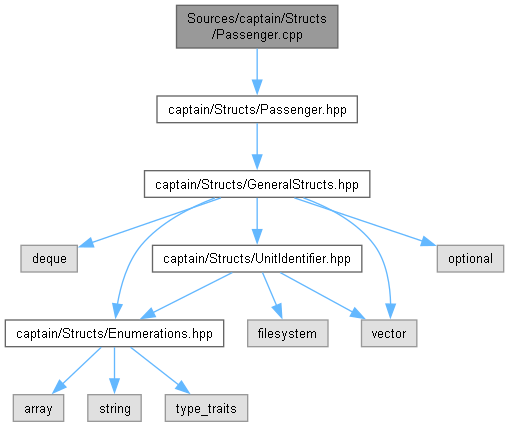 Sources/captain/Structs
/Passenger.cpp
captain/Structs/Passenger.hpp
captain/Structs/GeneralStructs.hpp
deque
captain/Structs/UnitIdentifier.hpp
optional
captain/Structs/Enumerations.hpp
filesystem
vector
array
string
type_traits